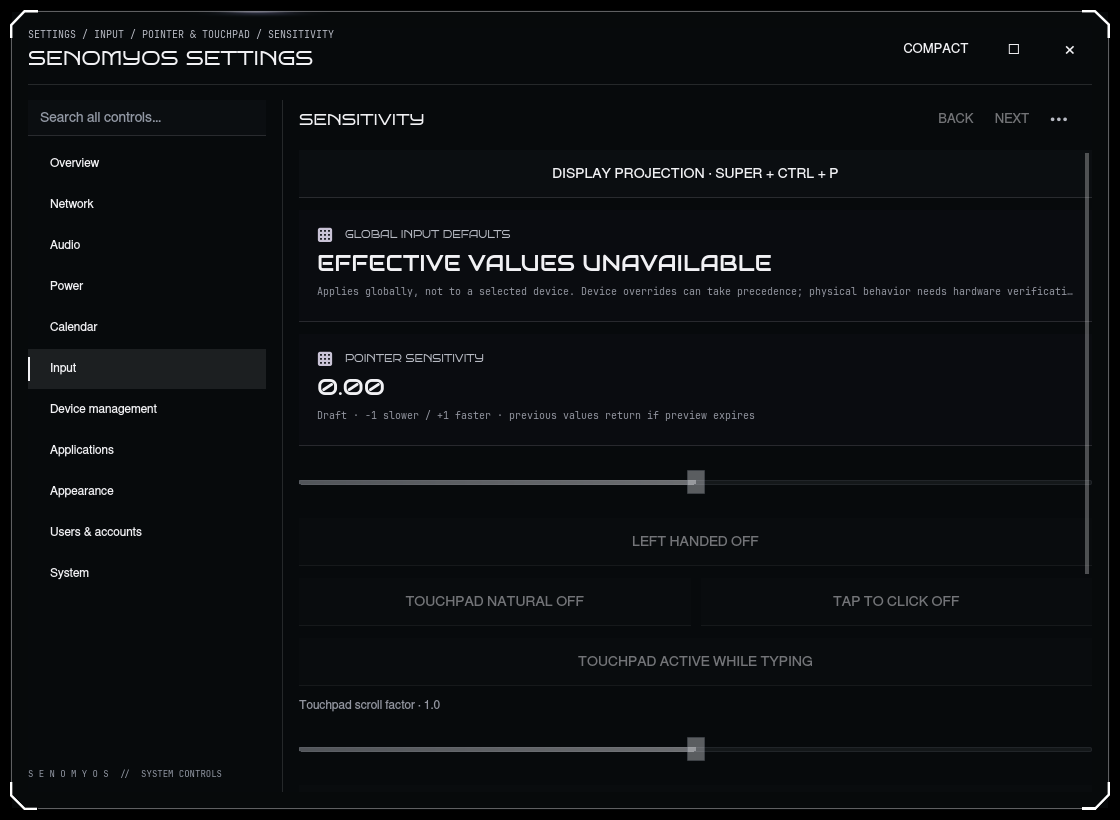 SETTINGS / INPUT / POINTER & TOUCHPAD / SENSITIVITY
SENOMYOS SETTINGS
COMPACT
Search all controls...
SENSITIVITY
BACK NEXT
Overview
Network
Audio
Power
Calendar
Input
Device management
Applications
Appearance
Users & accounts
System
DISPLAY PROJECTION · SUPER + CTRL + P
GLOBAL INPUT DEFAULTS
EFFECTIVE VALUES UNAVAILABLE
Applies globally, not to a selected device. Device overrides can take precedence; physical behavior needs hardware verificati…
POINTER SENSITIVITY
0.00
Draft · -1 slower / +1 faster · previous values return if preview expires
LEFT HANDED OFF
TOUCHPAD NATURAL OFF
TAP TO CLICK OFF
TOUCHPAD ACTIVE WHILE TYPING
Touchpad scroll factor · 1.0
SENOMYOS // SYSTEM CONTROLS